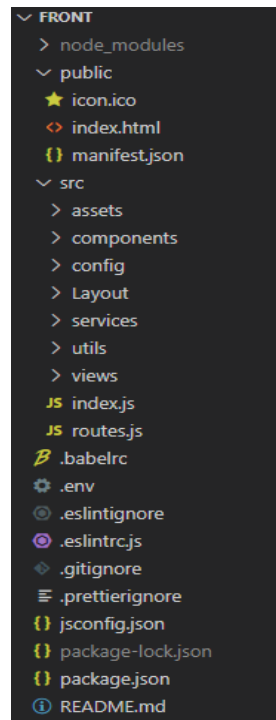 FRONT
node_modules
public
icon.ico
index.html
manifest.json
src
assets
components
config
Layout
services
utils
views
JS index.js
JS routes.js
.babelrc
.env
.eslintignore
.eslintrc.js
.gitignore
.prettierignore
{} jsconfig.json
{} package-lock.json
{} package.json
README.md